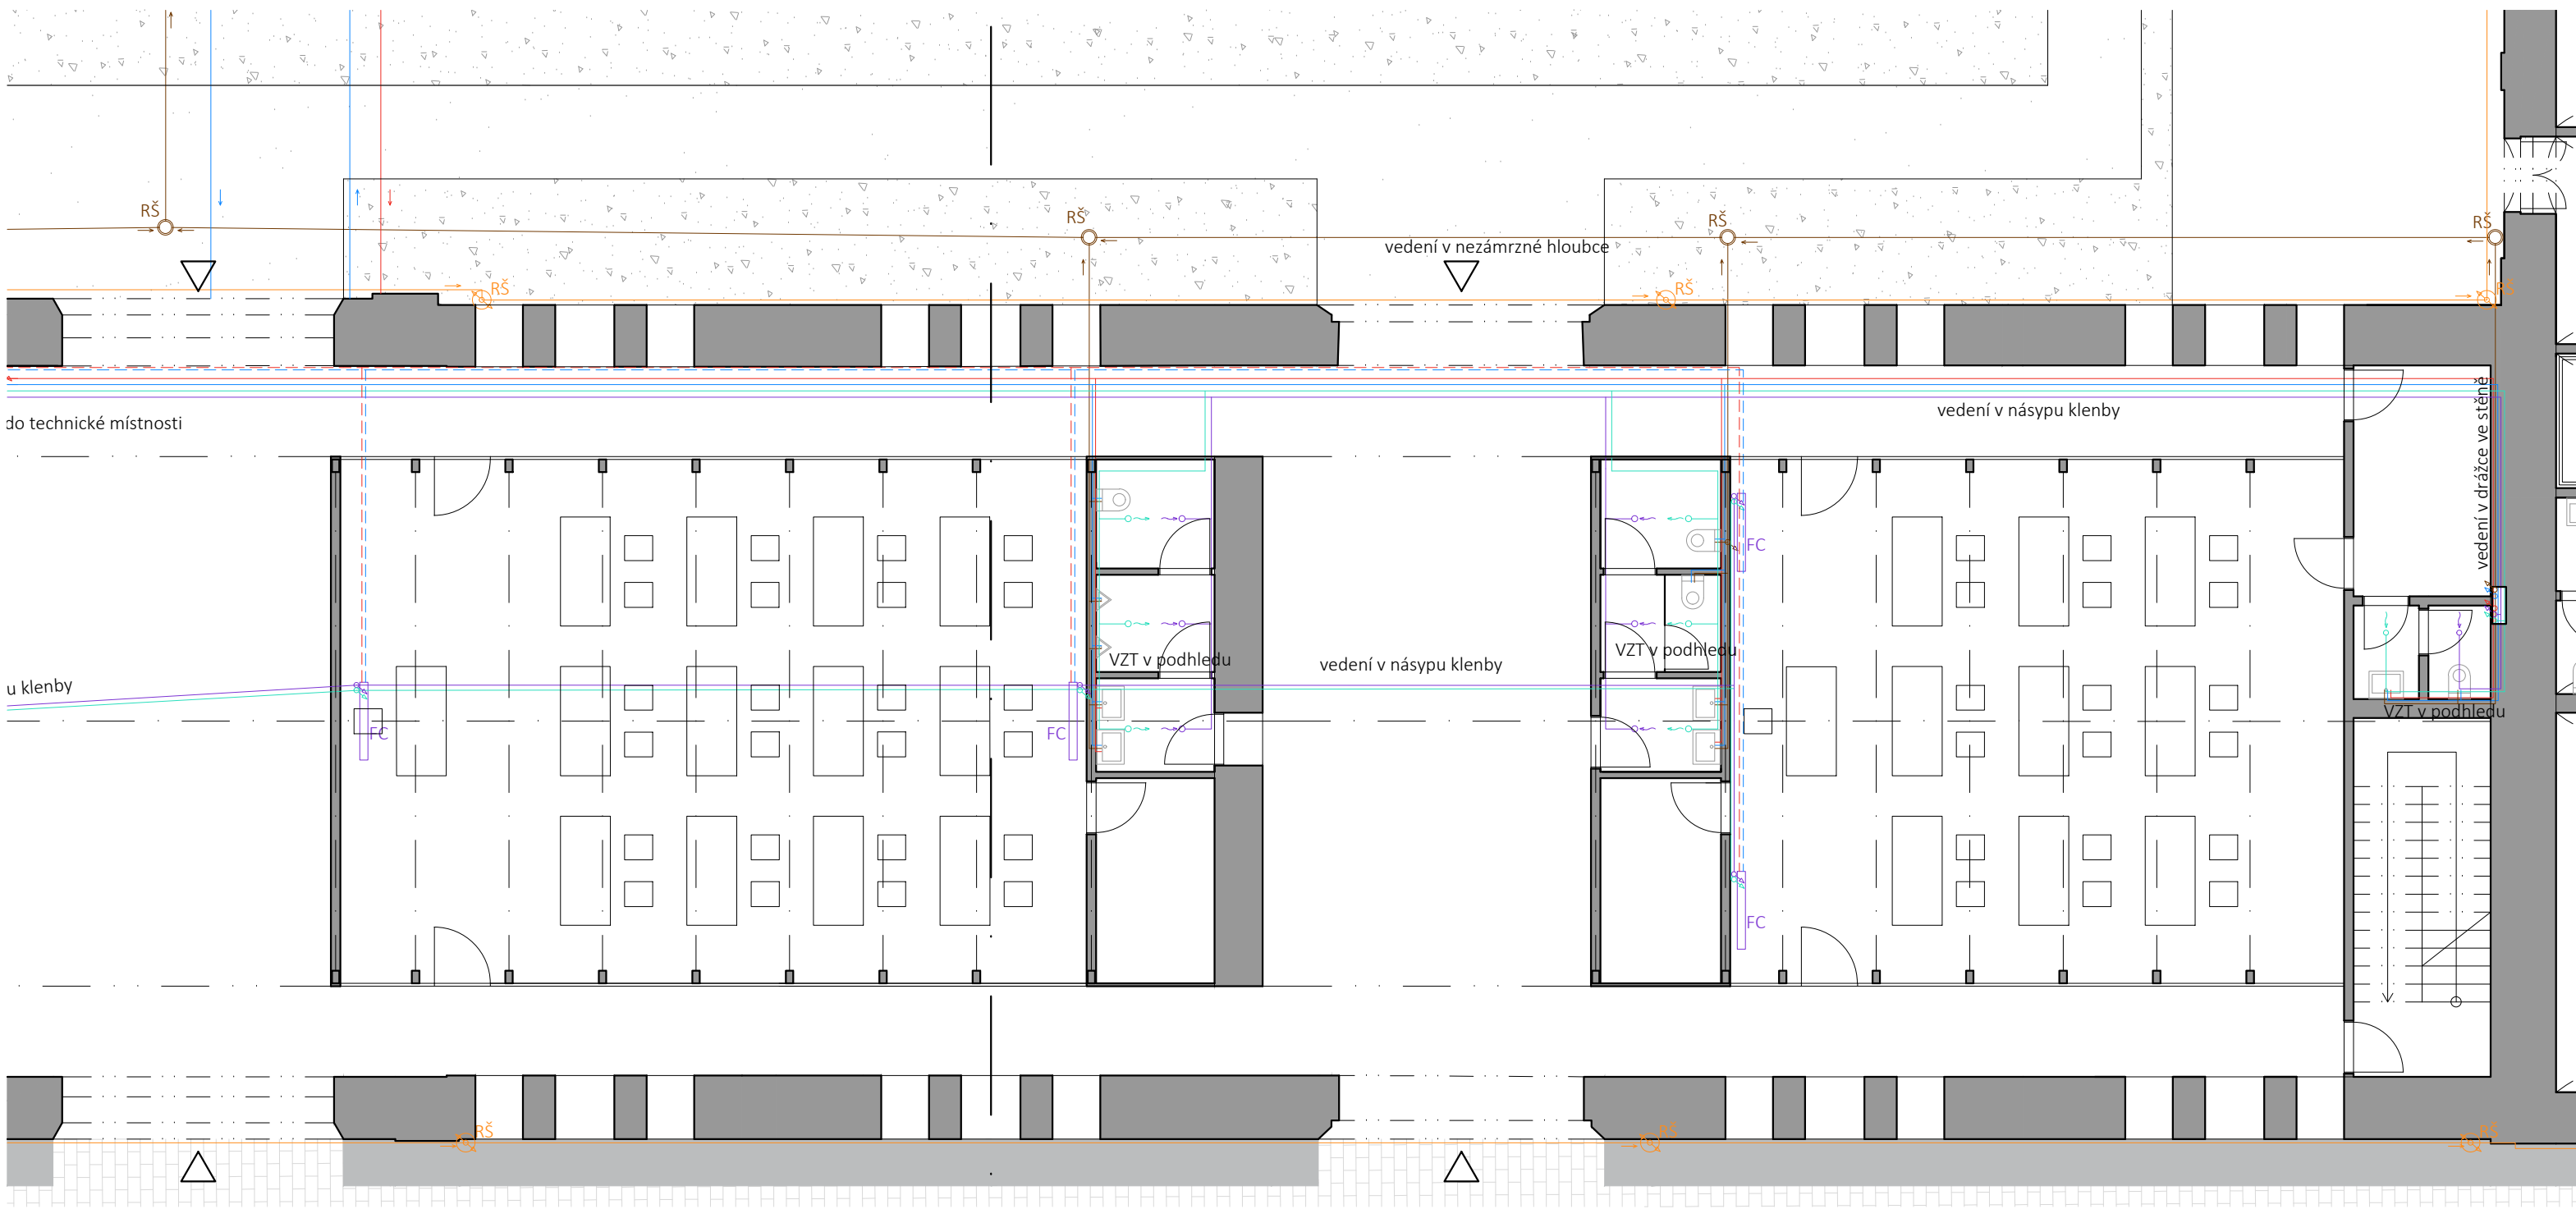 RŠ
RŠ
RŠ
RŠ
vedení v nezámrzné hloubce
RŠ
RŠ
RŠ
do technické místnosti
vedení v násypu klenby
vedení v drážce ve stěně
FC
VZT v podhledu
VZT v podhledu
vedení v násypu klenby
u klenby
VZT v podhledu
FC
FC
FC
RŠ
RŠ
RŠ